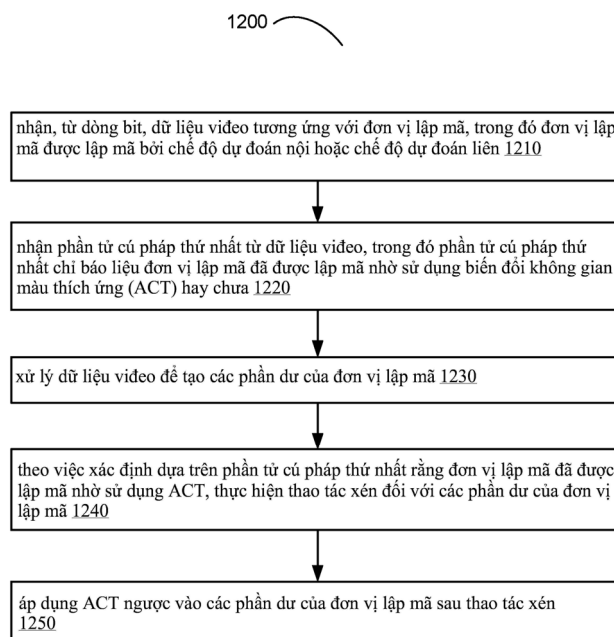 1200
nhận, từ dòng bit, dữ liệu viđeo tương ứng với đơn vị lập mã, trong đó đơn vị lập
mã được lập mã bởi chế độ dự đoán nội hoặc chế độ dự đoán liên 1210
nhận phần tử cú pháp thứ nhất từ dữ liệu viđeo, trong đó phần tử cú pháp thứ
nhất chỉ báo liệu đơn vị lập mã đã được lập mã nhờ sử dụng biến đổi không gian
màu thích ứng (ACT) hay chưa 1220
xử lý dữ liệu viđeo để tạo các phần dư của đơn vị lập mã 1230
theo việc xác định dựa trên phần tử cú pháp thứ nhất rằng đơn vị lập mã đã được
lập mã nhờ sử dụng ACT, thực hiện thao tác xén đối với các phần dư của đơn vị
lập mã 1240
áp dụng ACT ngược vào các phần dư của đơn vị lập mã sau thao tác xén
1250